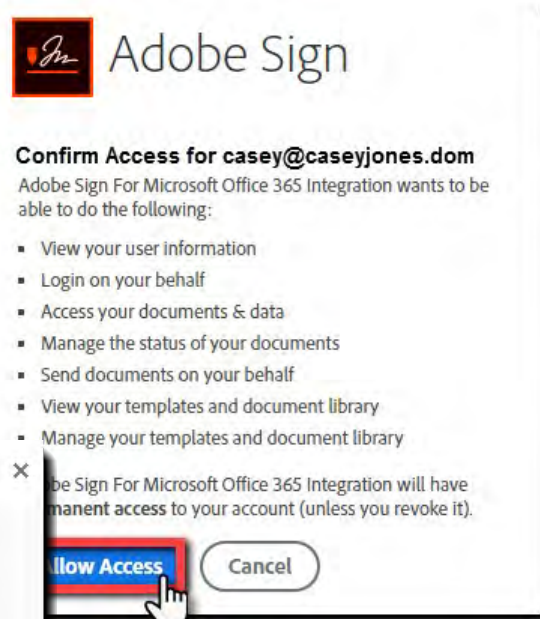 Adobe Sign
Confirm Access for casey@caseyjones.dom
Adobe Sign For Microsoft Office 365 Integration wants to be
able to do the following:
View your user information
Login on your behalf
Access your documents & data
Manage the status of your documents
Send documents on your behalf
View your templates and document library
Manage your templates and document library
be Sign For Microsoft Office 365 Integration will have
manent access to your account (unless you revoke it).
llow Access
Cancel